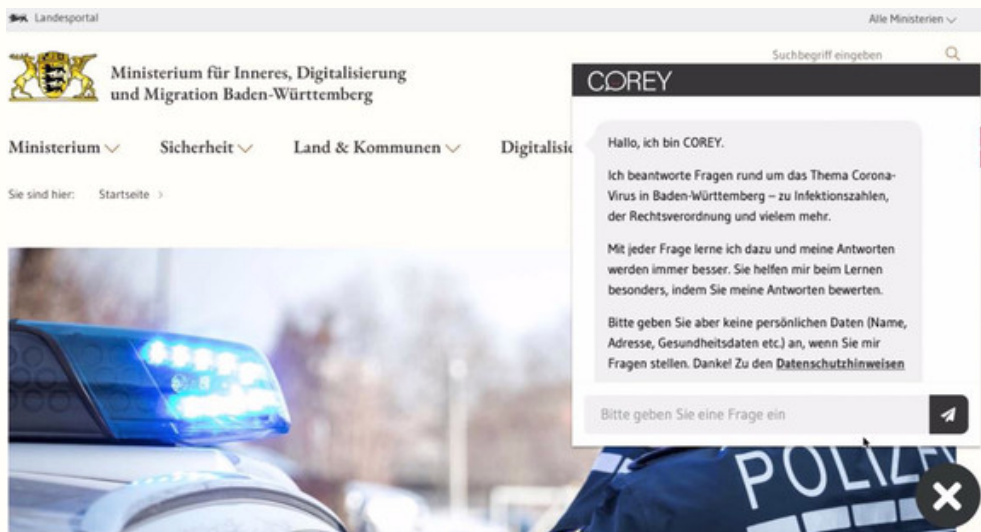 Landesportal
Alle Ministerien
Suchbegriff eingeben
Ministerium für Inneres, Digitalisierung
und Migration Baden-Württemberg
COREY
Ministerium
Sicherheit
Land & Kommunen
Sie sind hier:
Startseite
Hallo, ich bin COREY.
Ich beantworte Fragen rund um das Thema Corona-
Virus in Baden-Württemberg – zu Infektionszahlen,
der Rechtsverordnung und vielem mehr.
Mit jeder Frage lerne ich dazu und meine Antworten
werden immer besser. Sie helfen mir beim Lernen
besonders, indem Sie meine Antworten bewerten.
Bitte geben Sie aber keine persönlichen Daten (Name,
Adresse, Gesundheitsdaten etc.) an, wenn Sie mir
Fragen stellen. Danke! Zu den Datenschutzhinweisen
Bitte geben Sie eine Frage ein
POLIZEI